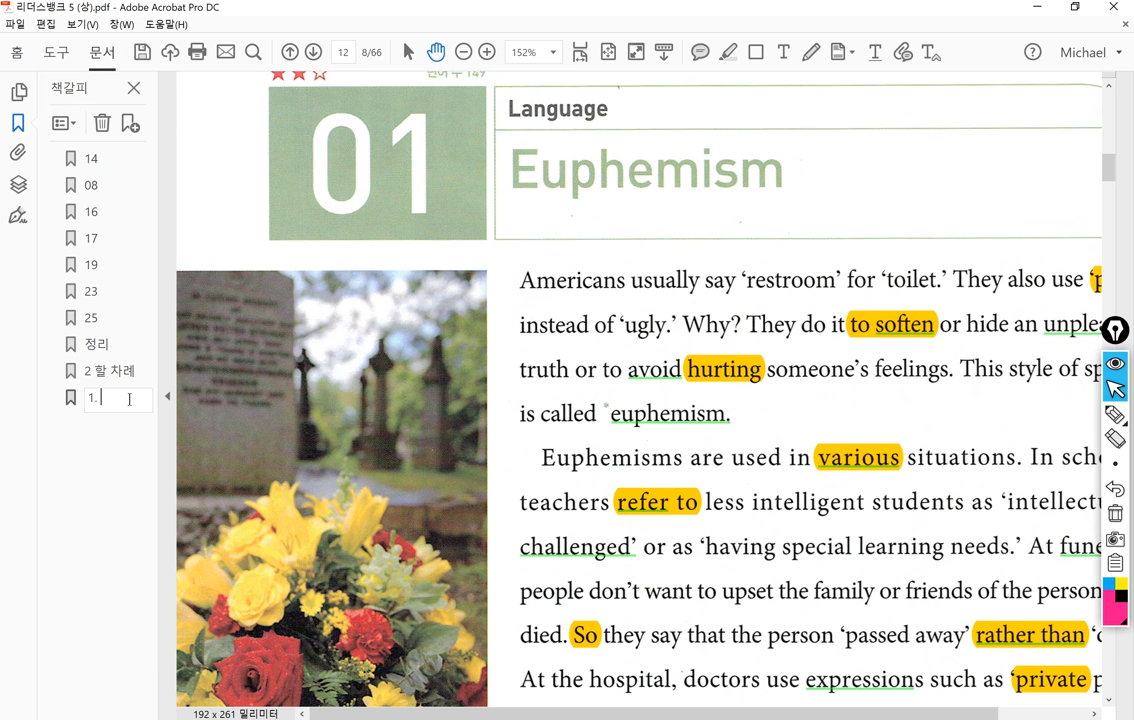 리더스뱅크 5 (상).pdf - Adobe Acrobat Pro DC
파일 편집 보기(V) 창(W) 도움말(H)
홈 도구 문서 12 8/66 152% Michael
책갈피
14
08
16
17
19
23
25
정리
2 할 차례
1.
01
Language
Euphemism
Americans usually say ‘restroom’ for ‘toilet.’ They also use ‘p
instead of ‘ugly.’ Why? They do it to soften or hide an unple
truth or to avoid hurting someone’s feelings. This style of sp
is called *euphemism.
Euphemisms are used in various situations. In sch
teachers refer to less intelligent students as ‘intellectu
challenged’ or as ‘having special learning needs.’ At fune
people don’t want to upset the family or friends of the person
died. So they say that the person ‘passed away’ rather than ‘
At the hospital, doctors use expressions such as ‘private p
192 x 261 밀리미터